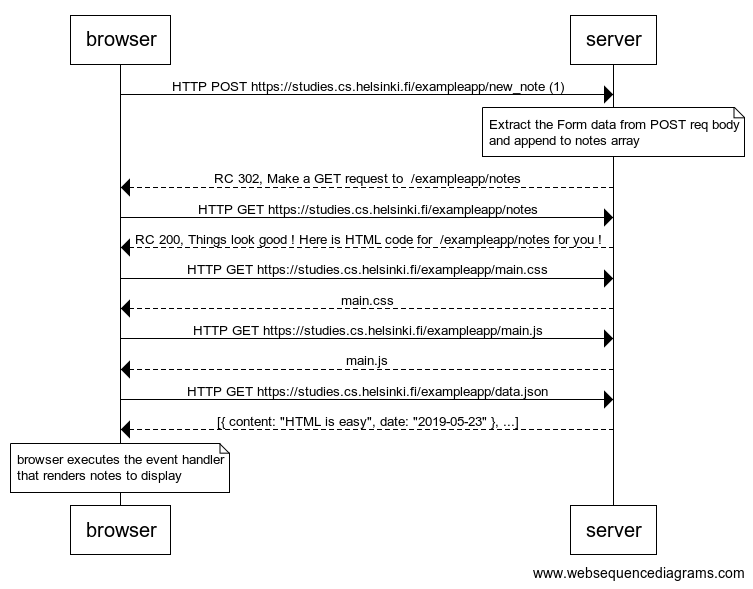 browser
server
HTTP POST https://studies.cs.helsinki.fi/exampleapp/new_note (1)
Extract the Form data from POST req body
and append to notes array
RC 302, Make a GET request to  /exampleapp/notes
HTTP GET https://studies.cs.helsinki.fi/exampleapp/notes
RC 200, Things look good ! Here is HTML code for  /exampleapp/notes for you !
HTTP GET https://studies.cs.helsinki.fi/exampleapp/main.css
main.css
HTTP GET https://studies.cs.helsinki.fi/exampleapp/main.js
main.js
HTTP GET https://studies.cs.helsinki.fi/exampleapp/data.json
[{ content: "HTML is easy", date: "2019-05-23" }, ...]
browser executes the event handler
that renders notes to display
browser
server
www.websequencediagrams.com